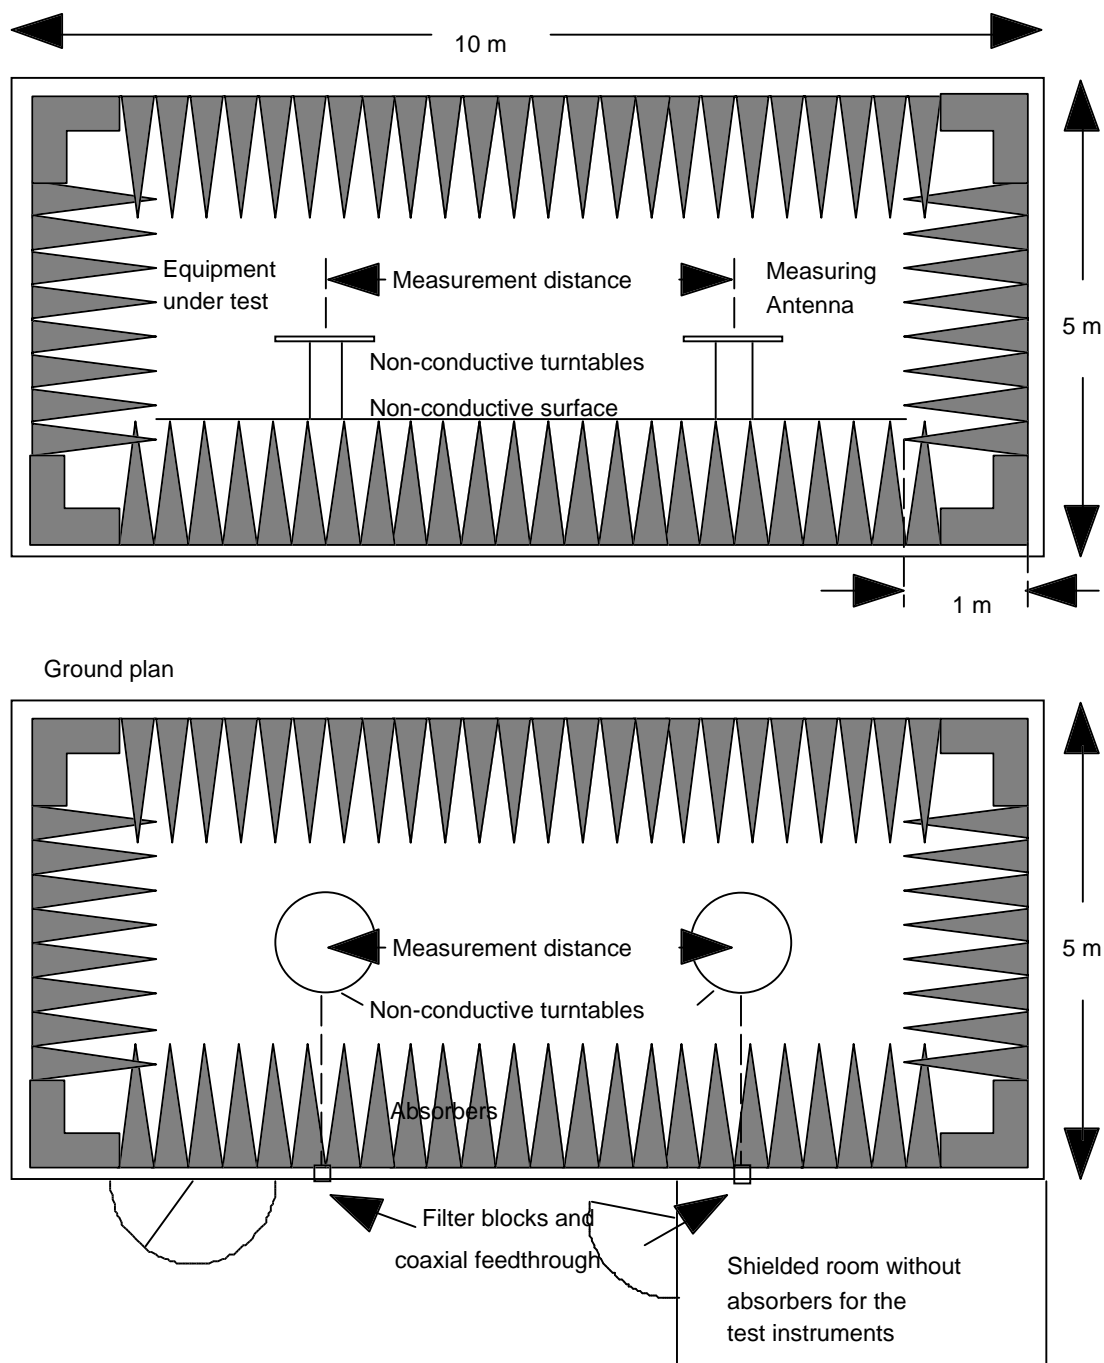 10 m
Equipment
under test
Measurement distance
Measuring
Antenna
5 m
Non-conductive turntables
Non-conductive surface
1 m
Ground plan
Measurement distance
5 m
Non-conductive turntables
Absorbers
Filter blocks and
coaxial feedthrough
Shielded room without
absorbers for the
test instruments